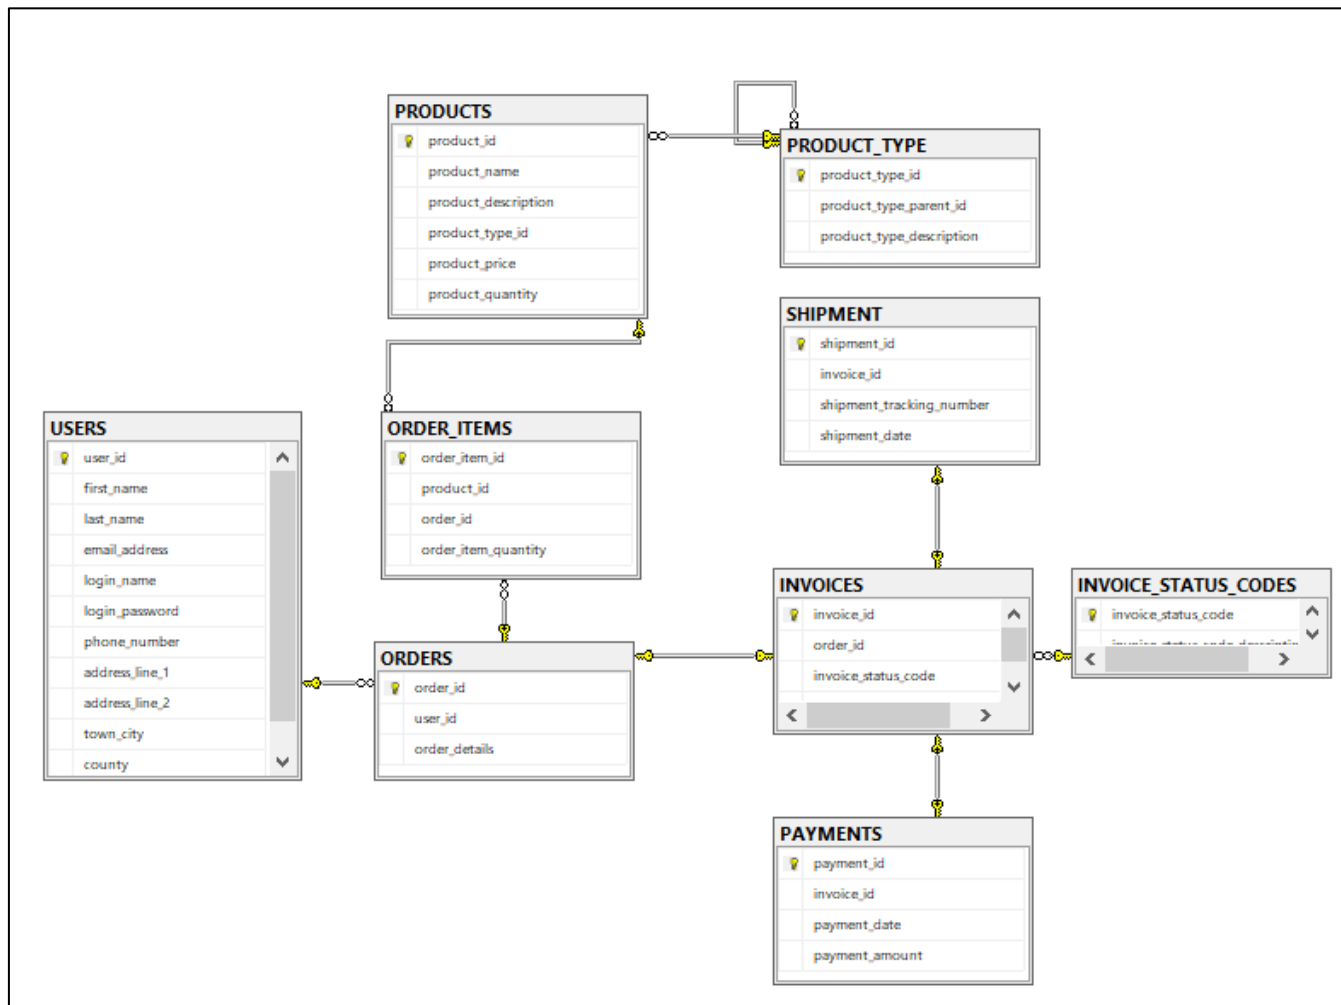 PRODUCTS
product_id
product_name
product_description
product_type_id
product_price
product_quantity
PRODUCT_TYPE
product_type_id
product_type_parent_id
product_type_description
SHIPMENT
shipment_id
invoice_id
shipment_tracking_number
shipment_date
USERS
user_id
first_name
last_name
email_address
login_name
login_password
phone_number
address_line_1
address_line_2
town_city
county
ORDER_ITEMS
order_item_id
product_id
order_id
order_item_quantity
ORDERS
order_id
user_id
order_details
INVOICES
invoice_id
order_id
invoice_status_code
INVOICE_STATUS_CODES
invoice_status_code
PAYMENTS
payment_id
invoice_id
payment_date
payment_amount